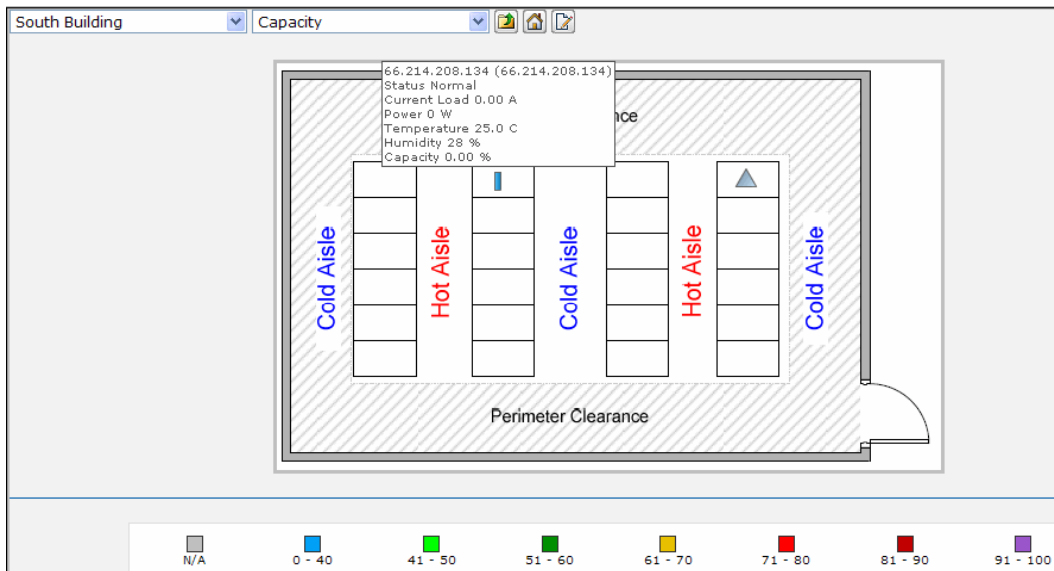 South Building
Capacity
66.214.208.134 (66.214.208.134)
Status Normal
Current Load 0.00 A
Power 0 W
Temperature 25.0 C
Humidity 28 %
Capacity 0.00 %
nce
Cold Aisle
Hot Aisle
Cold Aisle
Hot Aisle
Cold Aisle
Perimeter Clearance
N/A
0 - 40
41 - 50
51 - 60
61 - 70
71 - 80
81 - 90
91 - 100